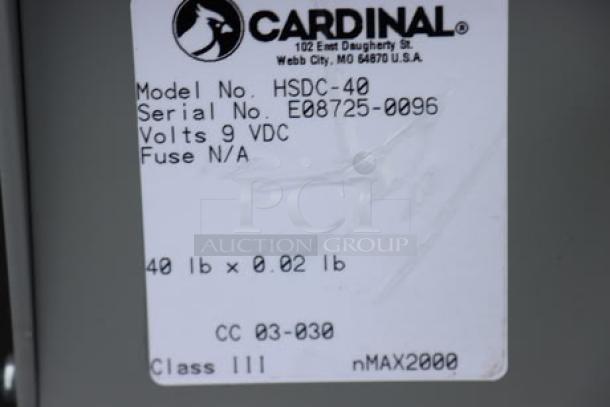 CARDINAL®
102 East Daugherty St.
Webb City, MO 64870 U.S.A.
Model No. HSDC-40
Serial No. E08725-0096
Volts 9 VDC
Fuse N/A
PCI
AUCTION GROUP
40 lb x 0.02 lb
CC 03-030
Class III
nMAX2000